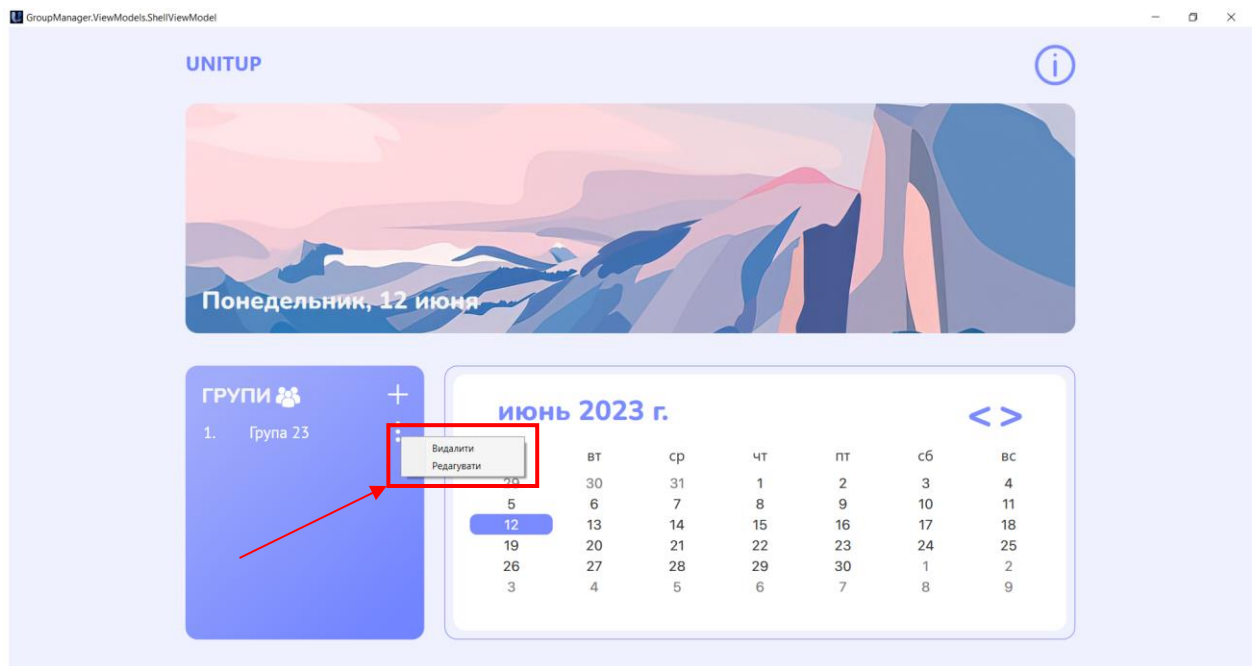 GroupManager.ViewModels.ShellViewModel
UNITUP
i
Понедельник, 12 июня
ГРУПИ
1. Група 23
Видалити
Редагувати
июнь 2023 г.
< >
вт ср чт пт сб вс
29 30 31 1 2 3 4
5 6 7 8 9 10 11
12 13 14 15 16 17 18
19 20 21 22 23 24 25
26 27 28 29 30 1 2
3 4 5 6 7 8 9